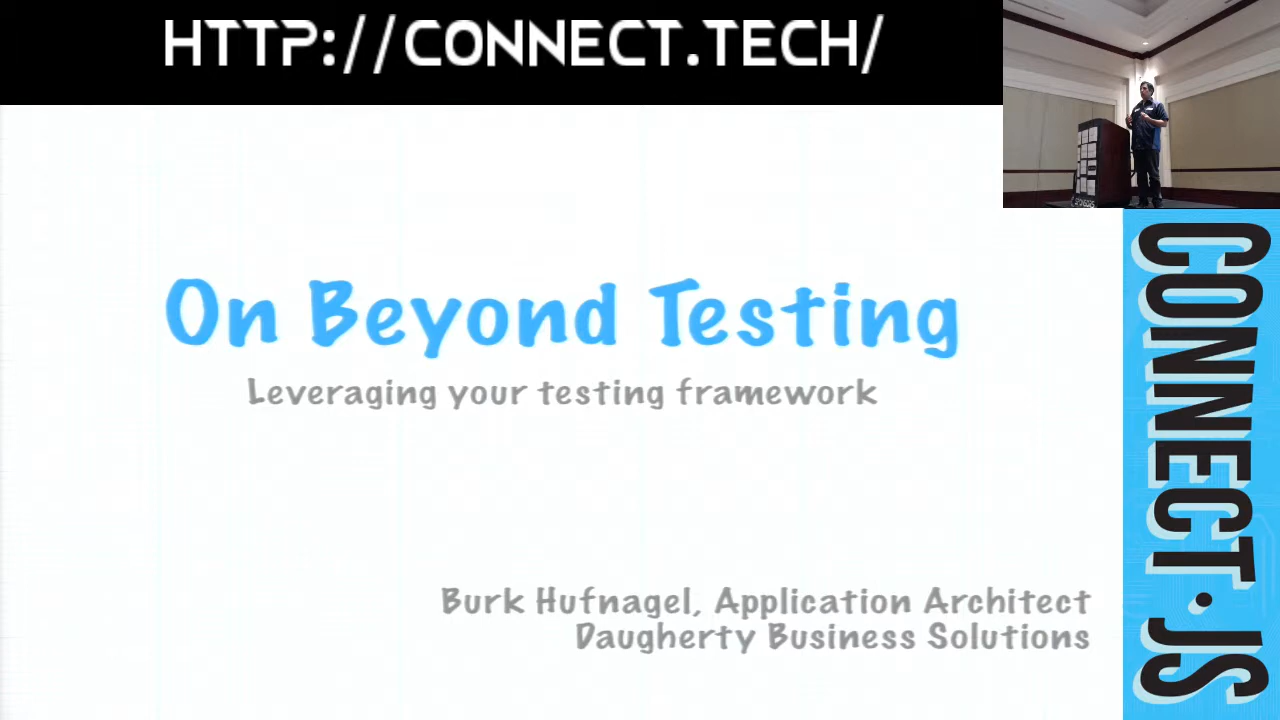 HTTP://CONNECT.TECH/
On Beyond Testing
Leveraging your testing framework
Burk Hufnagel, Application Architect
Daugherty Business Solutions
CONNECT·JS